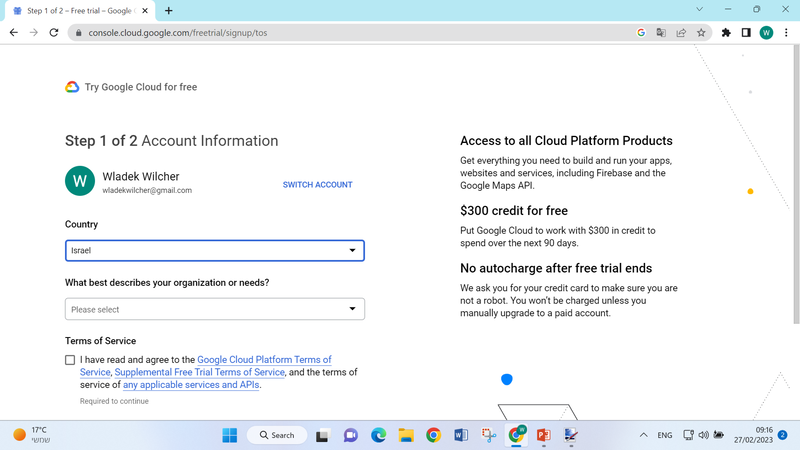 Step 1 of 2 – Free trial – Google
console.cloud.google.com/freetrial/signup/tos
W
Try Google Cloud for free
Step 1 of 2 Account Information
W
Wladek Wilcher
wladekwilcher@gmail.com
SWITCH ACCOUNT
Country
Israel
What best describes your organization or needs?
Please select
Terms of Service
I have read and agree to the Google Cloud Platform Terms of
Service, Supplemental Free Trial Terms of Service, and the terms of
service of any applicable services and APIs.
Required to continue
Access to all Cloud Platform Products
Get everything you need to build and run your apps,
websites and services, including Firebase and the
Google Maps API.
$300 credit for free
Put Google Cloud to work with $300 in credit to
spend over the next 90 days.
No autocharge after free trial ends
We ask you for your credit card to make sure you are
not a robot. You won't be charged unless you
manually upgrade to a paid account.
17°C
שמשי
Search
ENG
09:16
27/02/2023
2